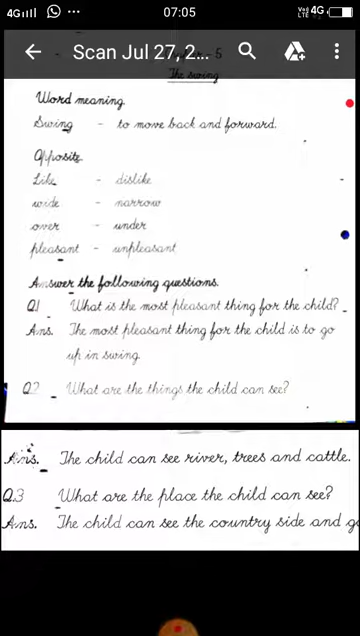 4G 07:05 VoLTE 4G
Scan Jul 27, 2...
- 5
The swing
Word meaning
Swing - to move back and forward.
Opposite
Like - dislike
wide - narrow
over - under
pleasant - unpleasant
Answer the following questions.
Q1 What is the most pleasant thing for the child?
Ans. The most pleasant thing for the child is to go
up in swing.
Q2 What are the things the child can see?
Ans. The child can see river, trees and cattle.
Q.3 What are the place the child can see?
Ans. The child can see the country side and